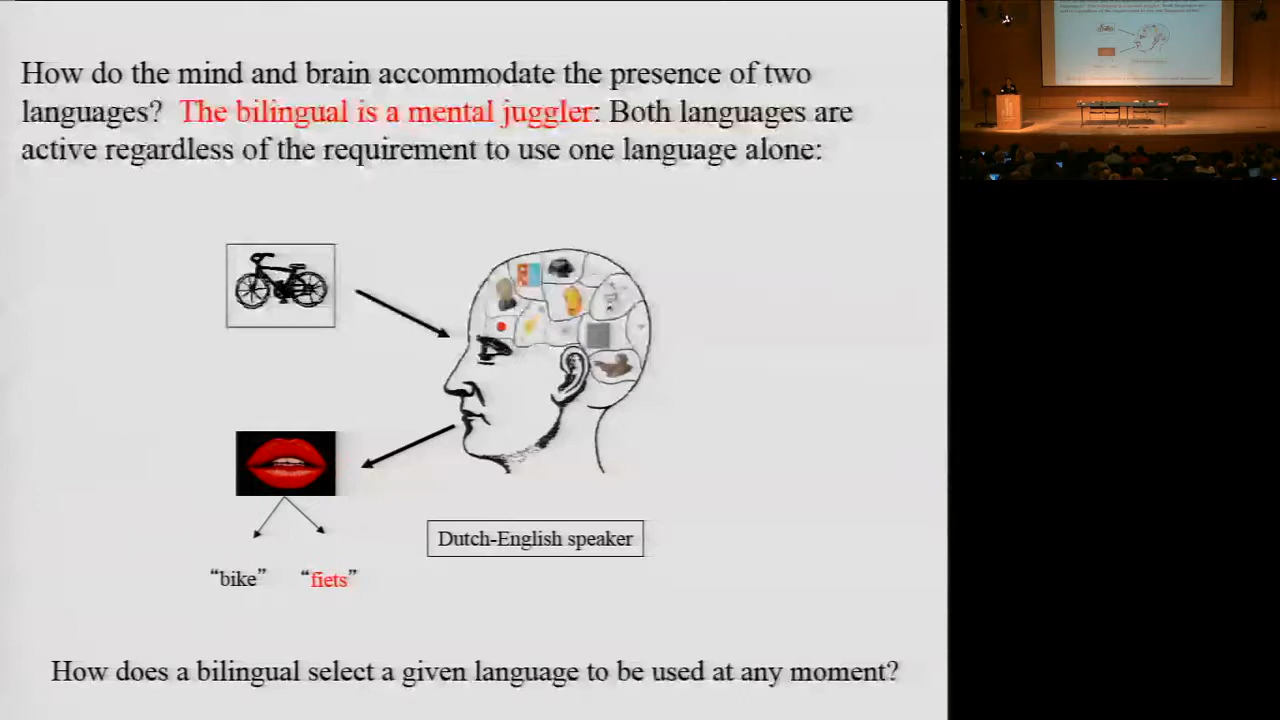 How do the mind and brain accommodate the presence of two
languages? The bilingual is a mental juggler: Both languages are
active regardless of the requirement to use one language alone:
Dutch-English speaker
“bike” “fiets”
How does a bilingual select a given language to be used at any moment?